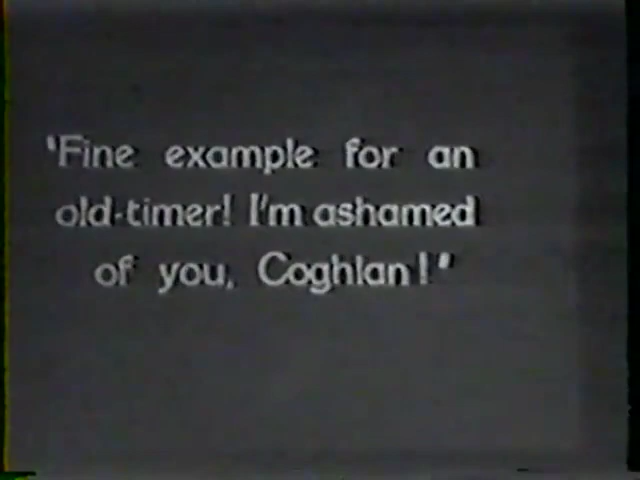 "Fine example for an
old-timer! I'm ashamed
of you, Coghlan!"